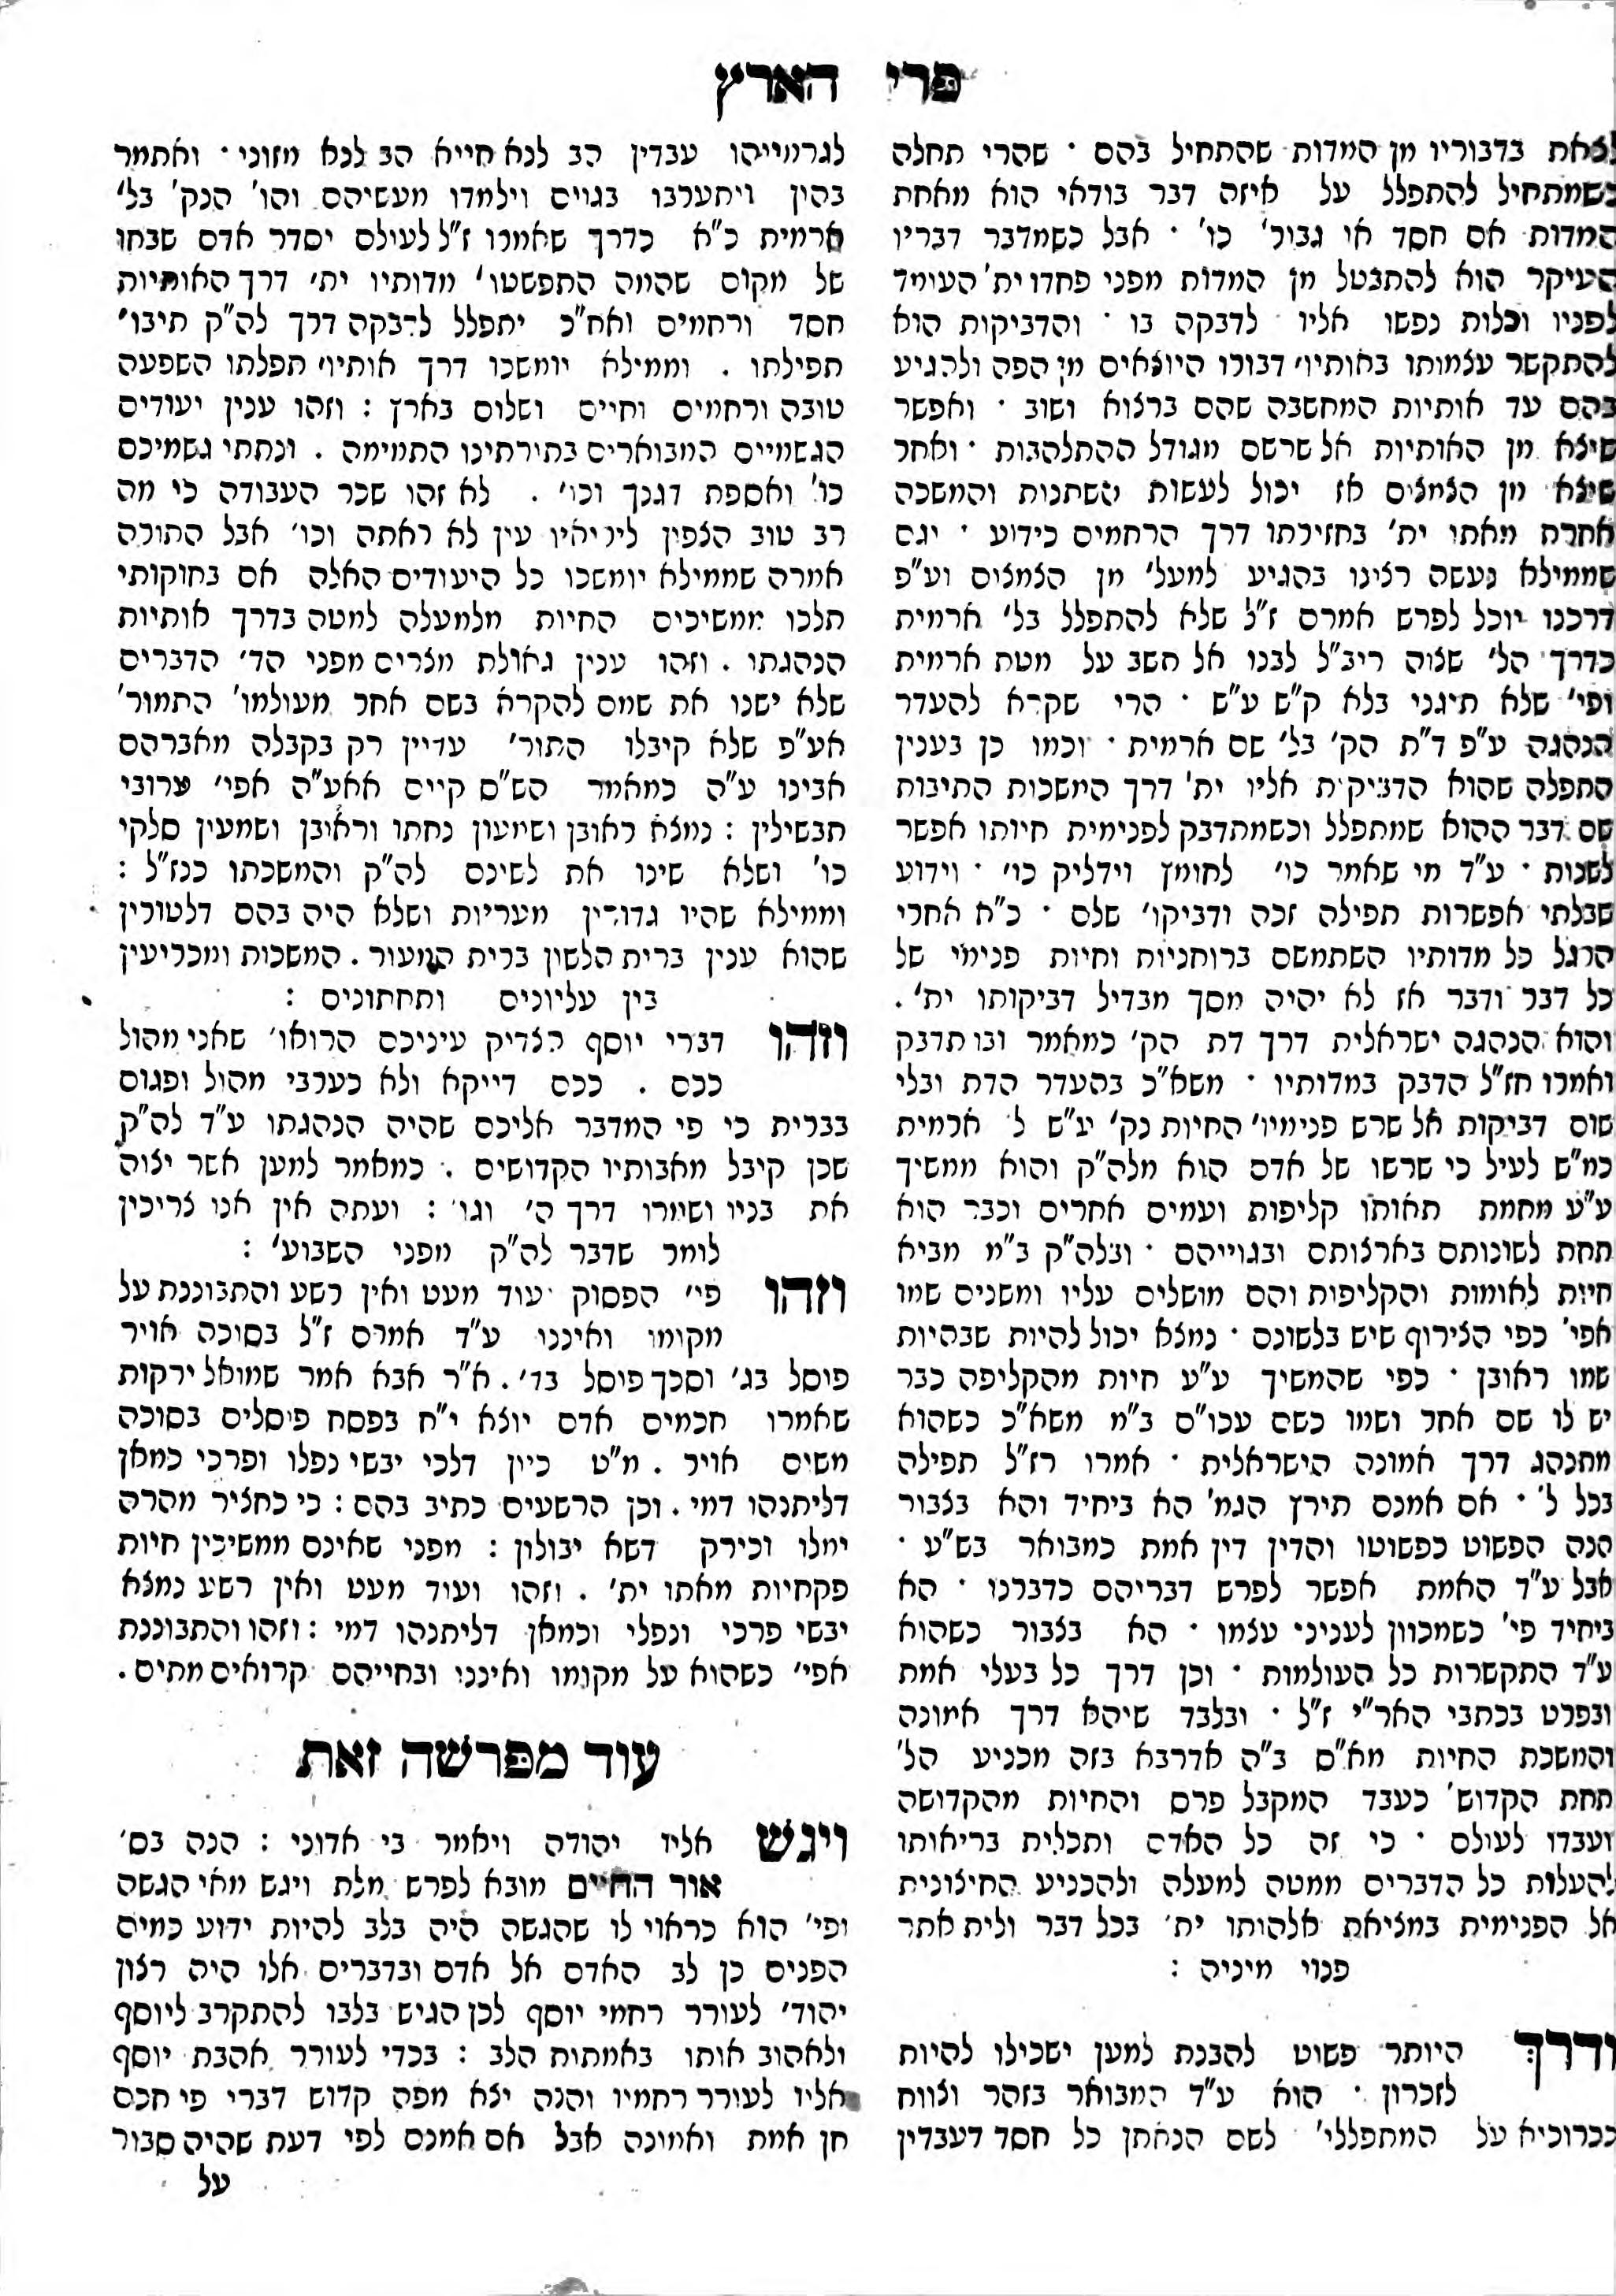 פרי הארץ
לצאת בדבוריו מן המדות שהתחיל בהם · שהרי תחלה
כשמתחיל להתפלל על איזה דבר בודאי הוא מאחת
המדות אם חסד או גבור' כו' · אבל כשמדבר דבריו
העיקר הוא להתבטל מן המדות מפני פחדו ית' העומד
לפניו וכלות נפשו אליו לדבקה בו · והדביקות הוא
להתקשר עצמותו באותיו' דבורו היוצאים מן הפה ולהגיע
בהם עד אותיות המחשבה שהם ברצוא ושוב · ואפשר
שיצא מן האותיות אל שרשם מגודל ההתלהבות · ואחר
שיצא מן הצמצים אז יכול לעשות השתנות והמשכה
אחרת מאתו ית' בחזירתו דרך הרחמים כידוע · יגם
שממילא נעשה רצינו בהגיע למעל' מן הצמצים וע"פ
דרכנו יוכל לפרש אמרם ז"ל שלא להתפלל בל' ארמית
כדרך הל' שצוה ריב"ל לבנו אל תשב על מטת ארמית
ופי' שלא תיגני בלא ק"ש ע"ש · הרי שקרא להעדר
הנהגה ע"פ ד"ת הק' בל' שם ארמית · וכמו כן בענין
התפלה שהוא הדביקית אליו ית' דרך המשכות התיבות
שם דבר ההוא שמתפלל וכשמתדבק לפנימית חיותו אפשר
לשנות · ע"ד מי שאמר כו' לחומץ וידליק כו' · וידוע
שבלתי אפשרות תפילה זכה ודביקו' שלם · כ"א אחרי
הרגל כל מדותיו השתמשם ברוחניות וחיות פנימי של
כל דבר ודבר אז לא יהיה מסך מבדיל דביקותו ית'.
והוא הנהגה ישראלית דרך דת הק' כמאמר ובו תדבק
ואמרו חז"ל הדבק במדותיו · משא"כ בהעדר הדת ובלי
שום דביקות אל שרש פנימיו' החיות נק' יע"ש ל' ארמית
כמ"ש לעיל כי שרשו של אדם הוא מלה"ק והוא ממשיך
ע"ע מחמת תאותו קליפות ועמים אחרים וכבר הוא
תחת לשונותם בארצותם ובגוייהם · ובלה"ק ב"מ מביא
חיות לאומות והקליפות והם מושלים עליו ומשנים שמו
אפי' כפי הצירוף שיש בלשונם · נמצא יכול להיות שבהיות
שמו ראובן · כפי שהמשיך ע"ע חיות מהקליפה כבר
יש לו שם אחר ושמו כשם עכו"ם ב"מ משא"כ כשהוא
מתנהג דרך אמונה הישראלית · אמרו רז"ל תפילה
בכל ל' · אם אמנם תירץ הגמ' הא ביחיד והא בצבור
הנה הפשוט כפשוטו והדין דין אמת כמבואר בש"ע ·
אבל ע"ד האמת אפשר לפרש דבריהם כדברנו · הא
ביחיד פי' כשמכוון לעניני עצמו · הא בצבור כשהוא
ע"ד התקשרות כל העולמות · וכן דרך כל בעלי אמת
ובפרט בכתבי האר"י ז"ל · ובלבד שיהא דרך אמונה
והמשכת החיות מא"ס ב"ה אדרבא בזה מכניע הל'
תחת הקדוש' כעבד המקבל פרס והחיות מהקדושה
ועבדו לעולם · כי זה כל האדם ותכלית בריאותו
להעלות כל הדברים ממטה למעלה ולהכניע החיצונית
אל הפנימית במציאת אלהותו ית' בכל דבר ולית אתר
פנוי מיניה :
ודרך היותר פשוט להבנת למען ישכילו להיות
לזכרון · הוא ע"ד המבואר בזהר וצווח
ככרוכיא על המתפללי' לשם הנאתן כל חסד דעבדין
לגרמייהו עבדין הב לנא חייא הב לנא מזוני · ואתמר
בהין ויתערבו בגוים וילמדו מעשיהם והו' הנק' בל'
ארמית כ"א כדרך שאמרו ז"ל לעולם יסדר אדם שבחו
של מקום שהמה התפשטו' מדותיו ית' דרך האותיות
חסד ורחמים ואח"כ יתפלל לדבקה דרך לה"ק תיבו'
תפילתו . וממילא יומשכו דרך אותיו' תפלתו השפעה
טובה ורחמים וחיים ושלום בארץ : וזהו ענין יעודים
הגשמיים המבוארים בתירתינו התמימה . ונתתי גשמיכם
כו' ואספת דגנך וכו' . לא זהו שכר העבודה כי מה
רב טוב הצפין ליריאיו עין לא ראתה וכו' אבל התורה
אמרה שממילא יומשכו כל היעודים האלה אם בחוקותי
תלכו ממשיכים החיות מלמעלה למטה בדרך אותיות
הנהגתו . וזהו ענין גאולת מצרים מפני הד' הדברים
שלא ישנו את שמם להקרא בשם אחר מעולמו' התמור'
אע"פ שלא קיבלו התור' עדיין רק בקבלה מאברהם
אבינו ע"ה כמאמר הש"ס קיים אאע"ה אפי' ערובי
תבשילין : נמצא ראובן ושמעון נחתו וראובן ושמעין סלקי
כו' ושלא שינו את לשינם לה"ק והמשכתו כנז"ל :
וממילא שהיו גדורין מעריות ושלא היה בהם דלטורין
שהוא ענין ברית הלשין ברית המעור . המשכות ומכריעין
בין עליונים ותחתונים :
וזהו דברי יוסף הצדיק עיניכם הרואו' שאני מהול
ככם . ככם דייקא ולא כערבי מהול ופגום
בברית כי פי המדבר אליכם שהיה הנהגתו ע"ד לה"ק
שכן קיבל מאבותיו הקדושים . כמאמר למען אשר יצוה
את בניו ושמרו דרך ה' וגו' : ועתה אין אנו צריכין
לומר שדבר לה"ק מפני השבוע' :
וזהו פי' הפסוק עוד מעט ואין רשע והתבוננת על
מקומו ואיננו ע"ד אמרם ז"ל בסוכה אויר
פוסל בג' וסכך פוסל בד'. א"ר אבא אמר שמואל ירקות
שאמרו חכמים אדם יוצא י"ח בפסח פוסלים בסוכה
משים אויר . מ"ט כיון דלכי יבשי נפלו ופרכי כמאן
דליתנהו דמי . וכן הרשעים כתיב בהם : כי כחציר מהרה
ימלו וכירק דשא יבולון : מפני שאינם ממשיכין חיות
פקחיות מאתו ית' . וזהו ועוד מעט ואין רשע נמצא
יבשי פרכי ונפלי וכמאן דליתנהו דמי : וזהו והתבוננת
אפי' כשהוא על מקומו ואיננו ובחייהם קרואים מתים.
עוד מפרשה זאת
ויגש אליו יהודה ויאמר בי אדוני : הנה בס'
אור החיים מובא לפרש מלת ויגש מאי הגשה
ופי' הוא כראוי לו שהגשה היה בלב להיות ידוע כמים
הפנים כן לב האדם אל אדם ובדברים אלו היה רצון
יהוד' לעורר רחמי יוסף לכן הגיש בלבו להתקרב ליוסף
ולאהוב אותו באמתות הלב : בכדי לעורר אהבת יוסף
אליו לעורר רחמיו והנה יצא מפה קדוש דברי פי חכם
חן אמת ואמונה אבל אם אמנם לפי דעת שהיה סבור
על